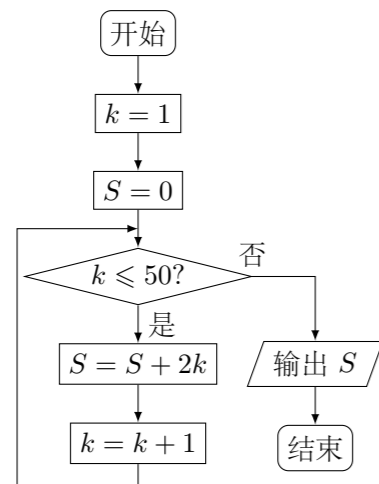 开始
k = 1
S = 0
k ⩽ 50?
否
是
S = S + 2k
输出 S
k = k + 1
结束